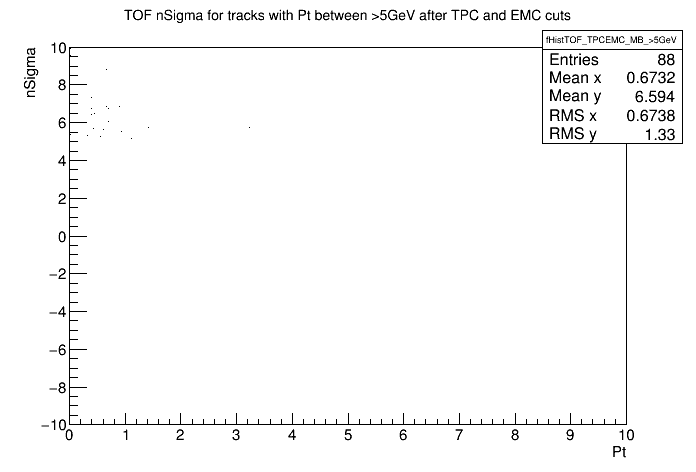 TOF nSigma for tracks with Pt between >5GeV after TPC and EMC cuts
fHistTOF_TPCEMC_MB_>5GeV
Entries 88
Mean x 0.6732
Mean y 6.594
RMS x 0.6738
RMS y 1.33
nSigma
10
8
6
4
2
0
−2
−4
−6
−8
−10
0 1 2 3 4 5 6 7 8 9 10
Pt